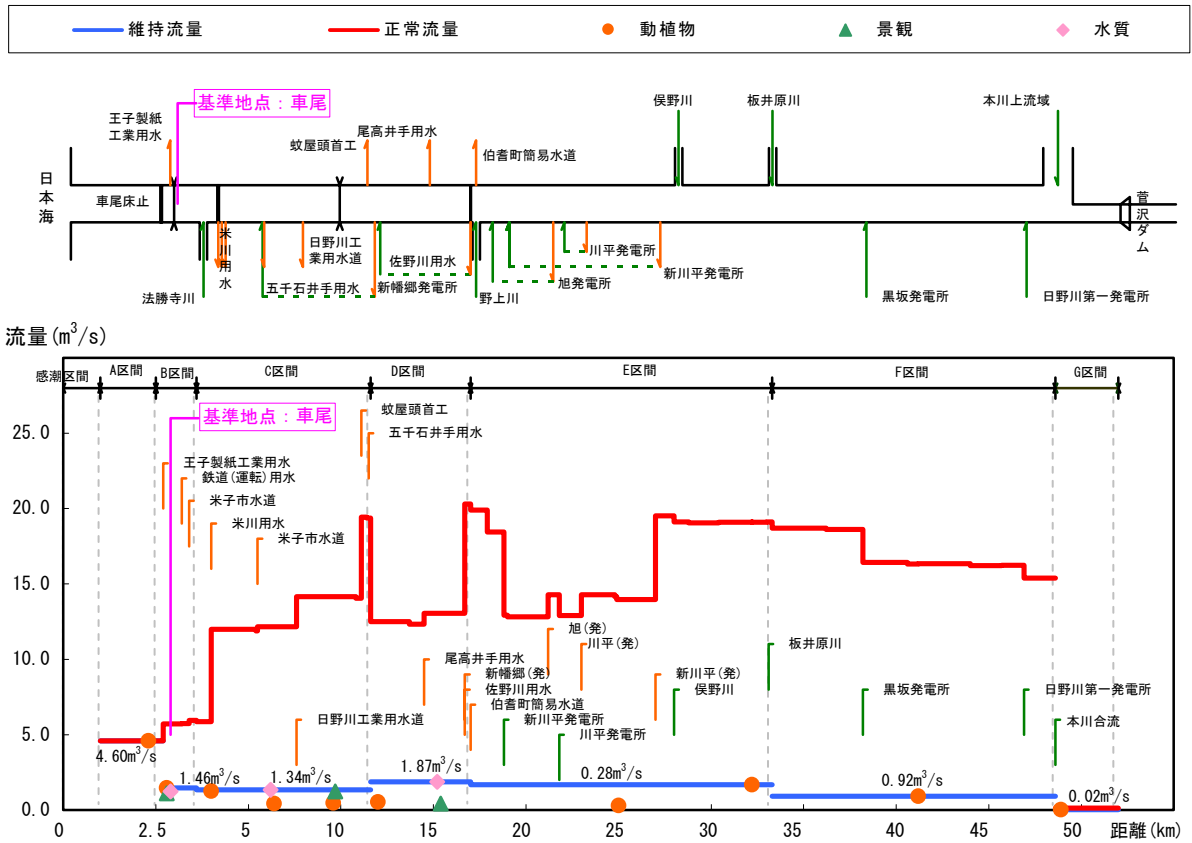 維持流量
正常流量
動植物
景観
水質
基準地点：車尾
王子製紙
工業用水
蚊屋頭首工
尾高井手用水
伯耆町簡易水道
俣野川
板井原川
本川上流域
日本海
車尾床止
米川用水
日野川工
業用水道
佐野川用水
川平発電所
菅沢ダム
法勝寺川
五千石井手用水
新幡郷発電所
野上川
旭発電所
新川平発電所
黒坂発電所
日野川第一発電所
流量(m³/s)
感潮区間
A区間
B区間
C区間
D区間
E区間
F区間
G区間
基準地点：車尾
蚊屋頭首工
五千石井手用水
25.0
王子製紙工業用水
鉄道(運転)用水
米子市水道
20.0
米川用水
米子市水道
15.0
旭(発)
川平(発)
板井原川
10.0
尾高井手用水
新幡郷(発)
新川平(発)
佐野川用水
俣野川
黒坂発電所
日野川第一発電所
伯耆町簡易水道
日野川工業用水道
新川平発電所
本川合流
川平発電所
5.0
4.60m³/s
1.46m³/s
1.34m³/s
1.87m³/s
0.28m³/s
0.92m³/s
0.02m³/s
0.0
0
2.5
5
10
15
20
25
30
35
40
45
50
距離(km)